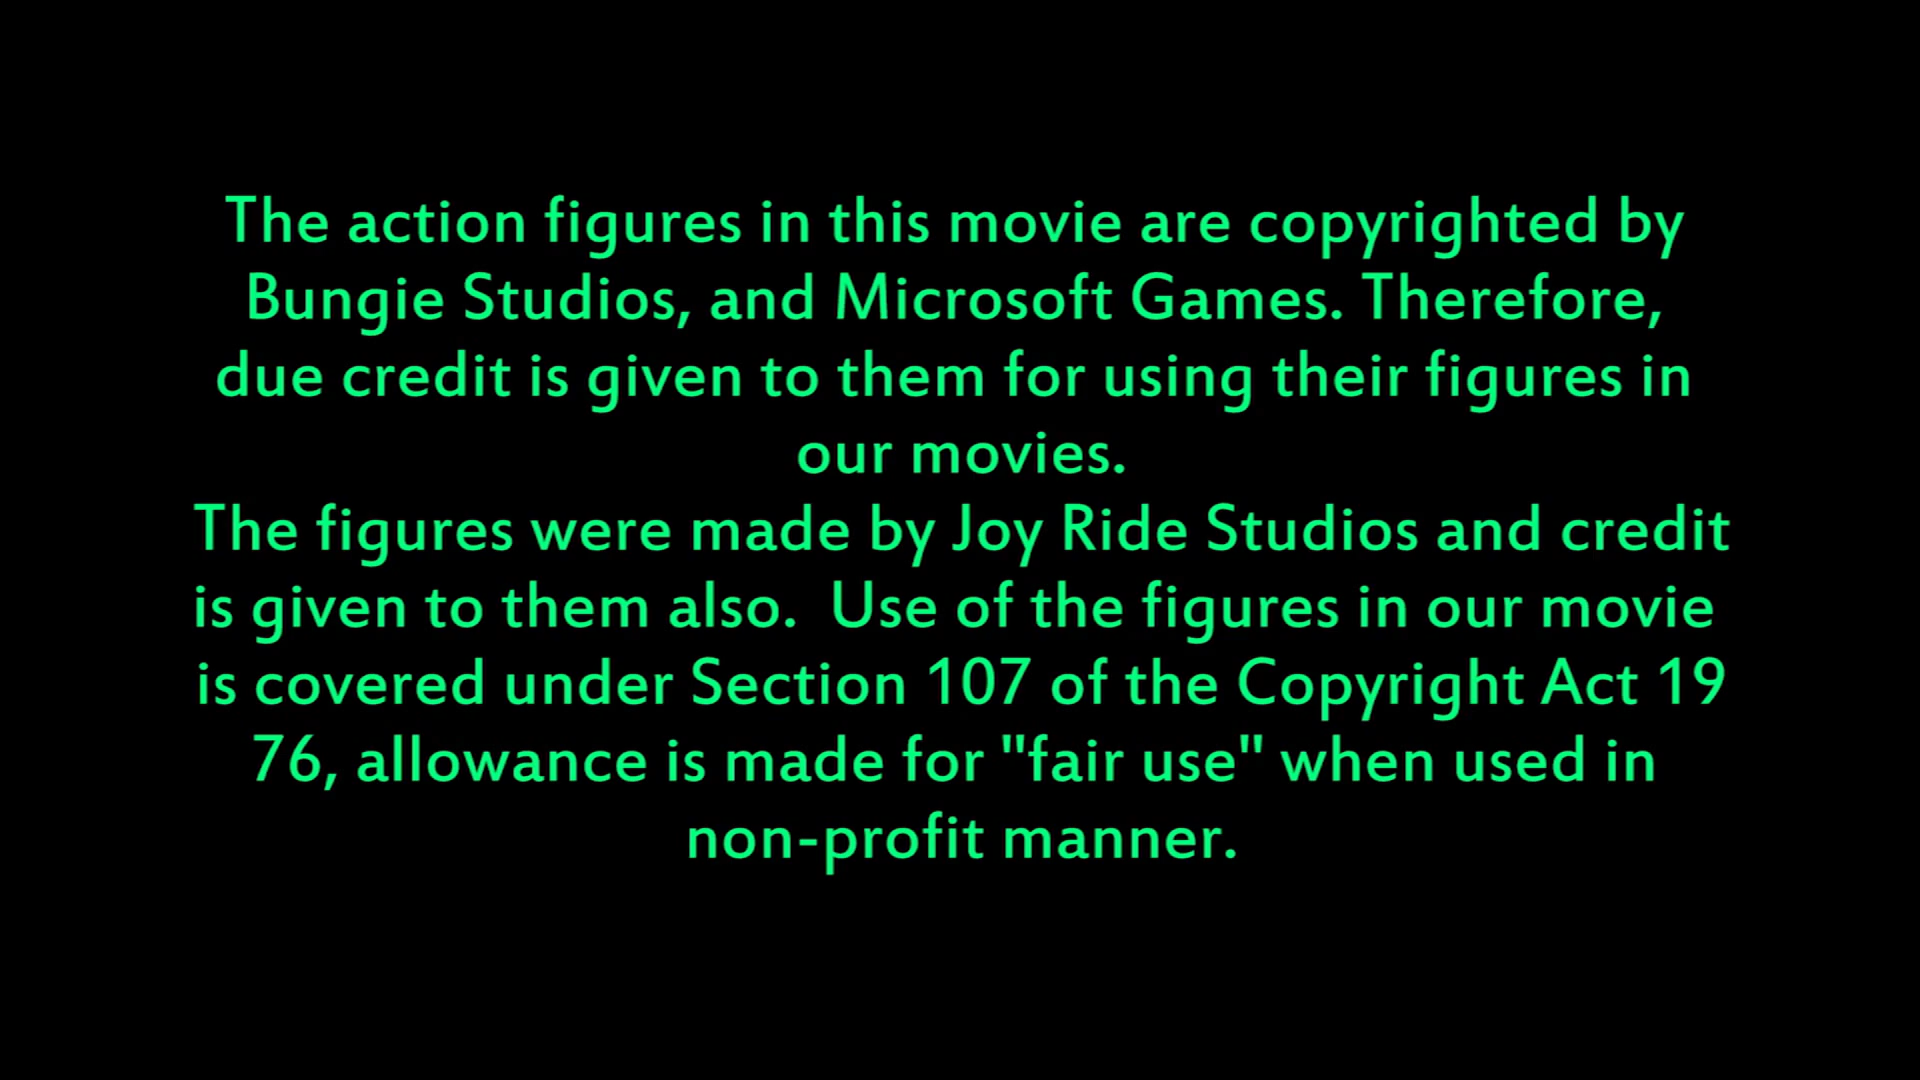 The action figures in this movie are copyrighted by
Bungie Studios, and Microsoft Games. Therefore,
due credit is given to them for using their figures in
our movies.
The figures were made by Joy Ride Studios and credit
is given to them also.  Use of the figures in our movie
is covered under Section 107 of the Copyright Act 19
76, allowance is made for "fair use" when used in
non-profit manner.